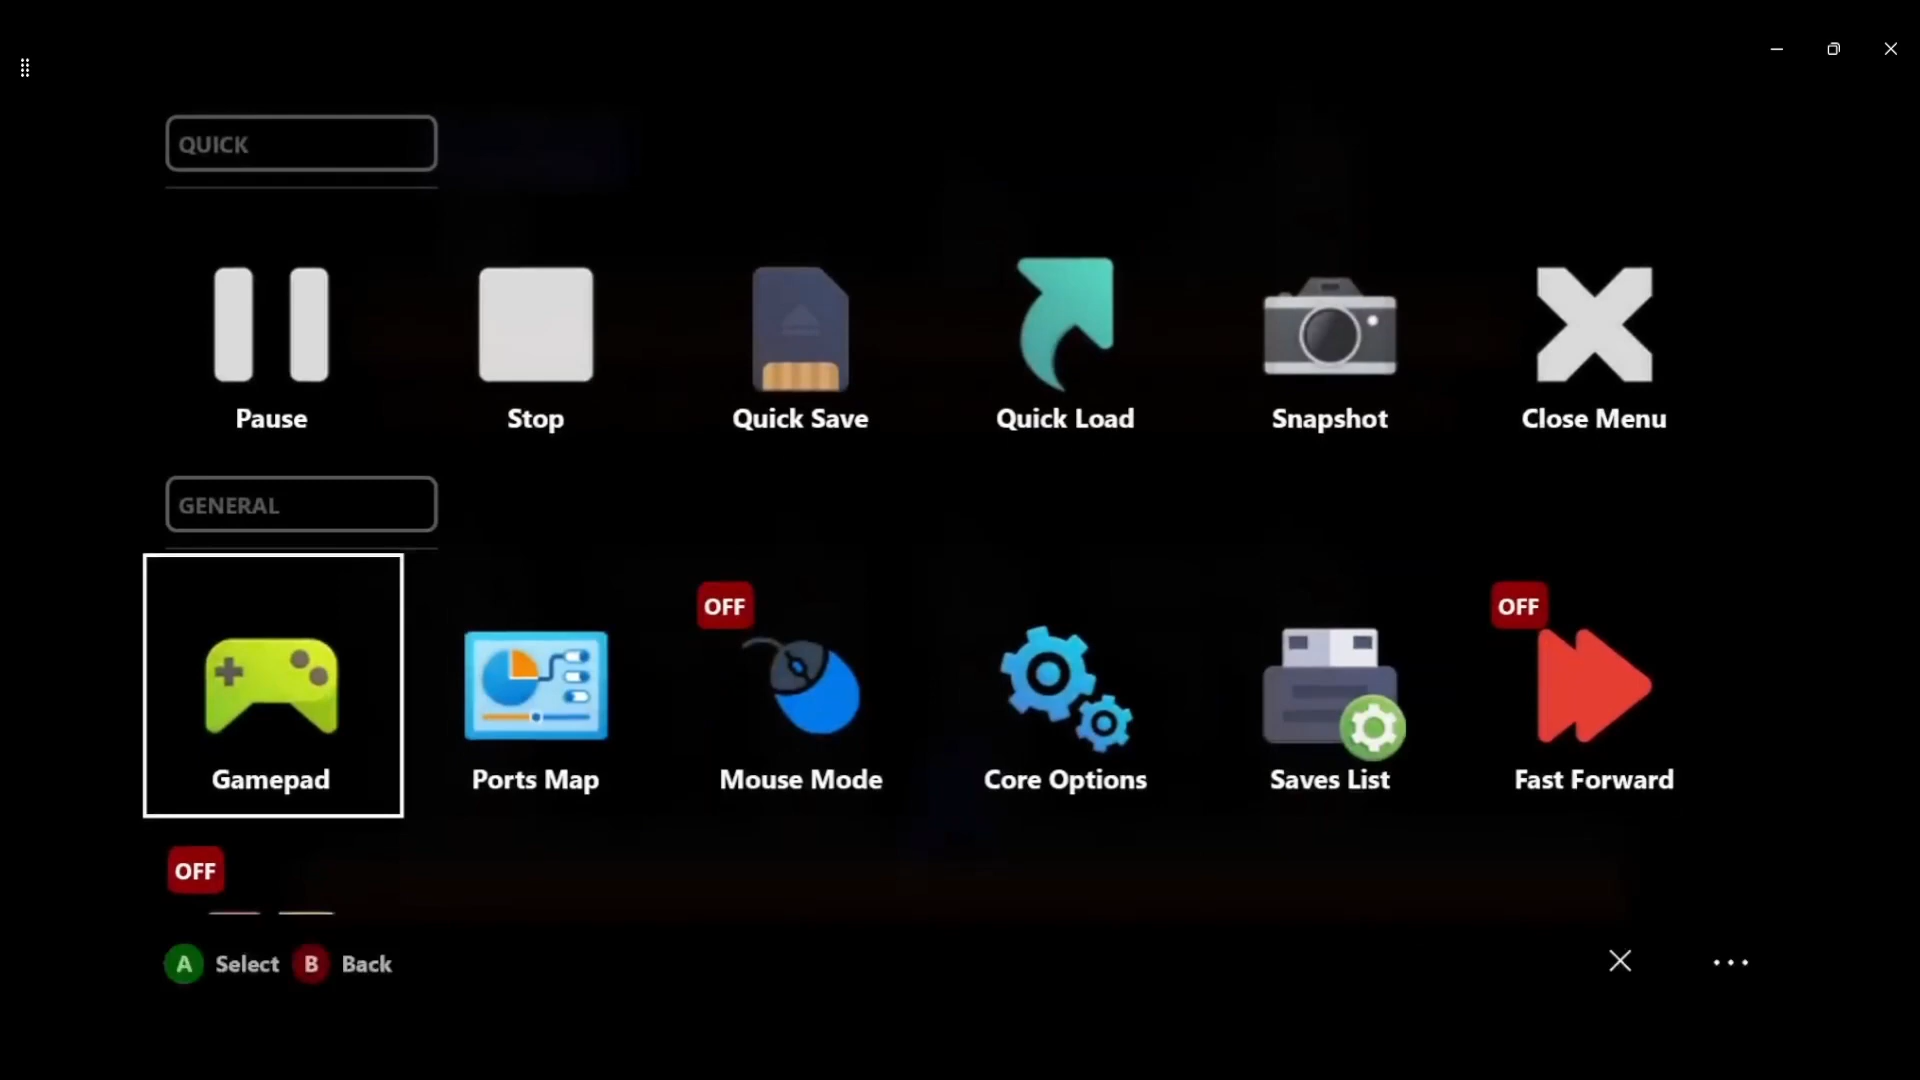 QUICK
Pause Stop Quick Save Quick Load Snapshot Close Menu
GENERAL
OFF OFF
Gamepad Ports Map Mouse Mode Core Options Saves List Fast Forward
OFF
A Select B Back